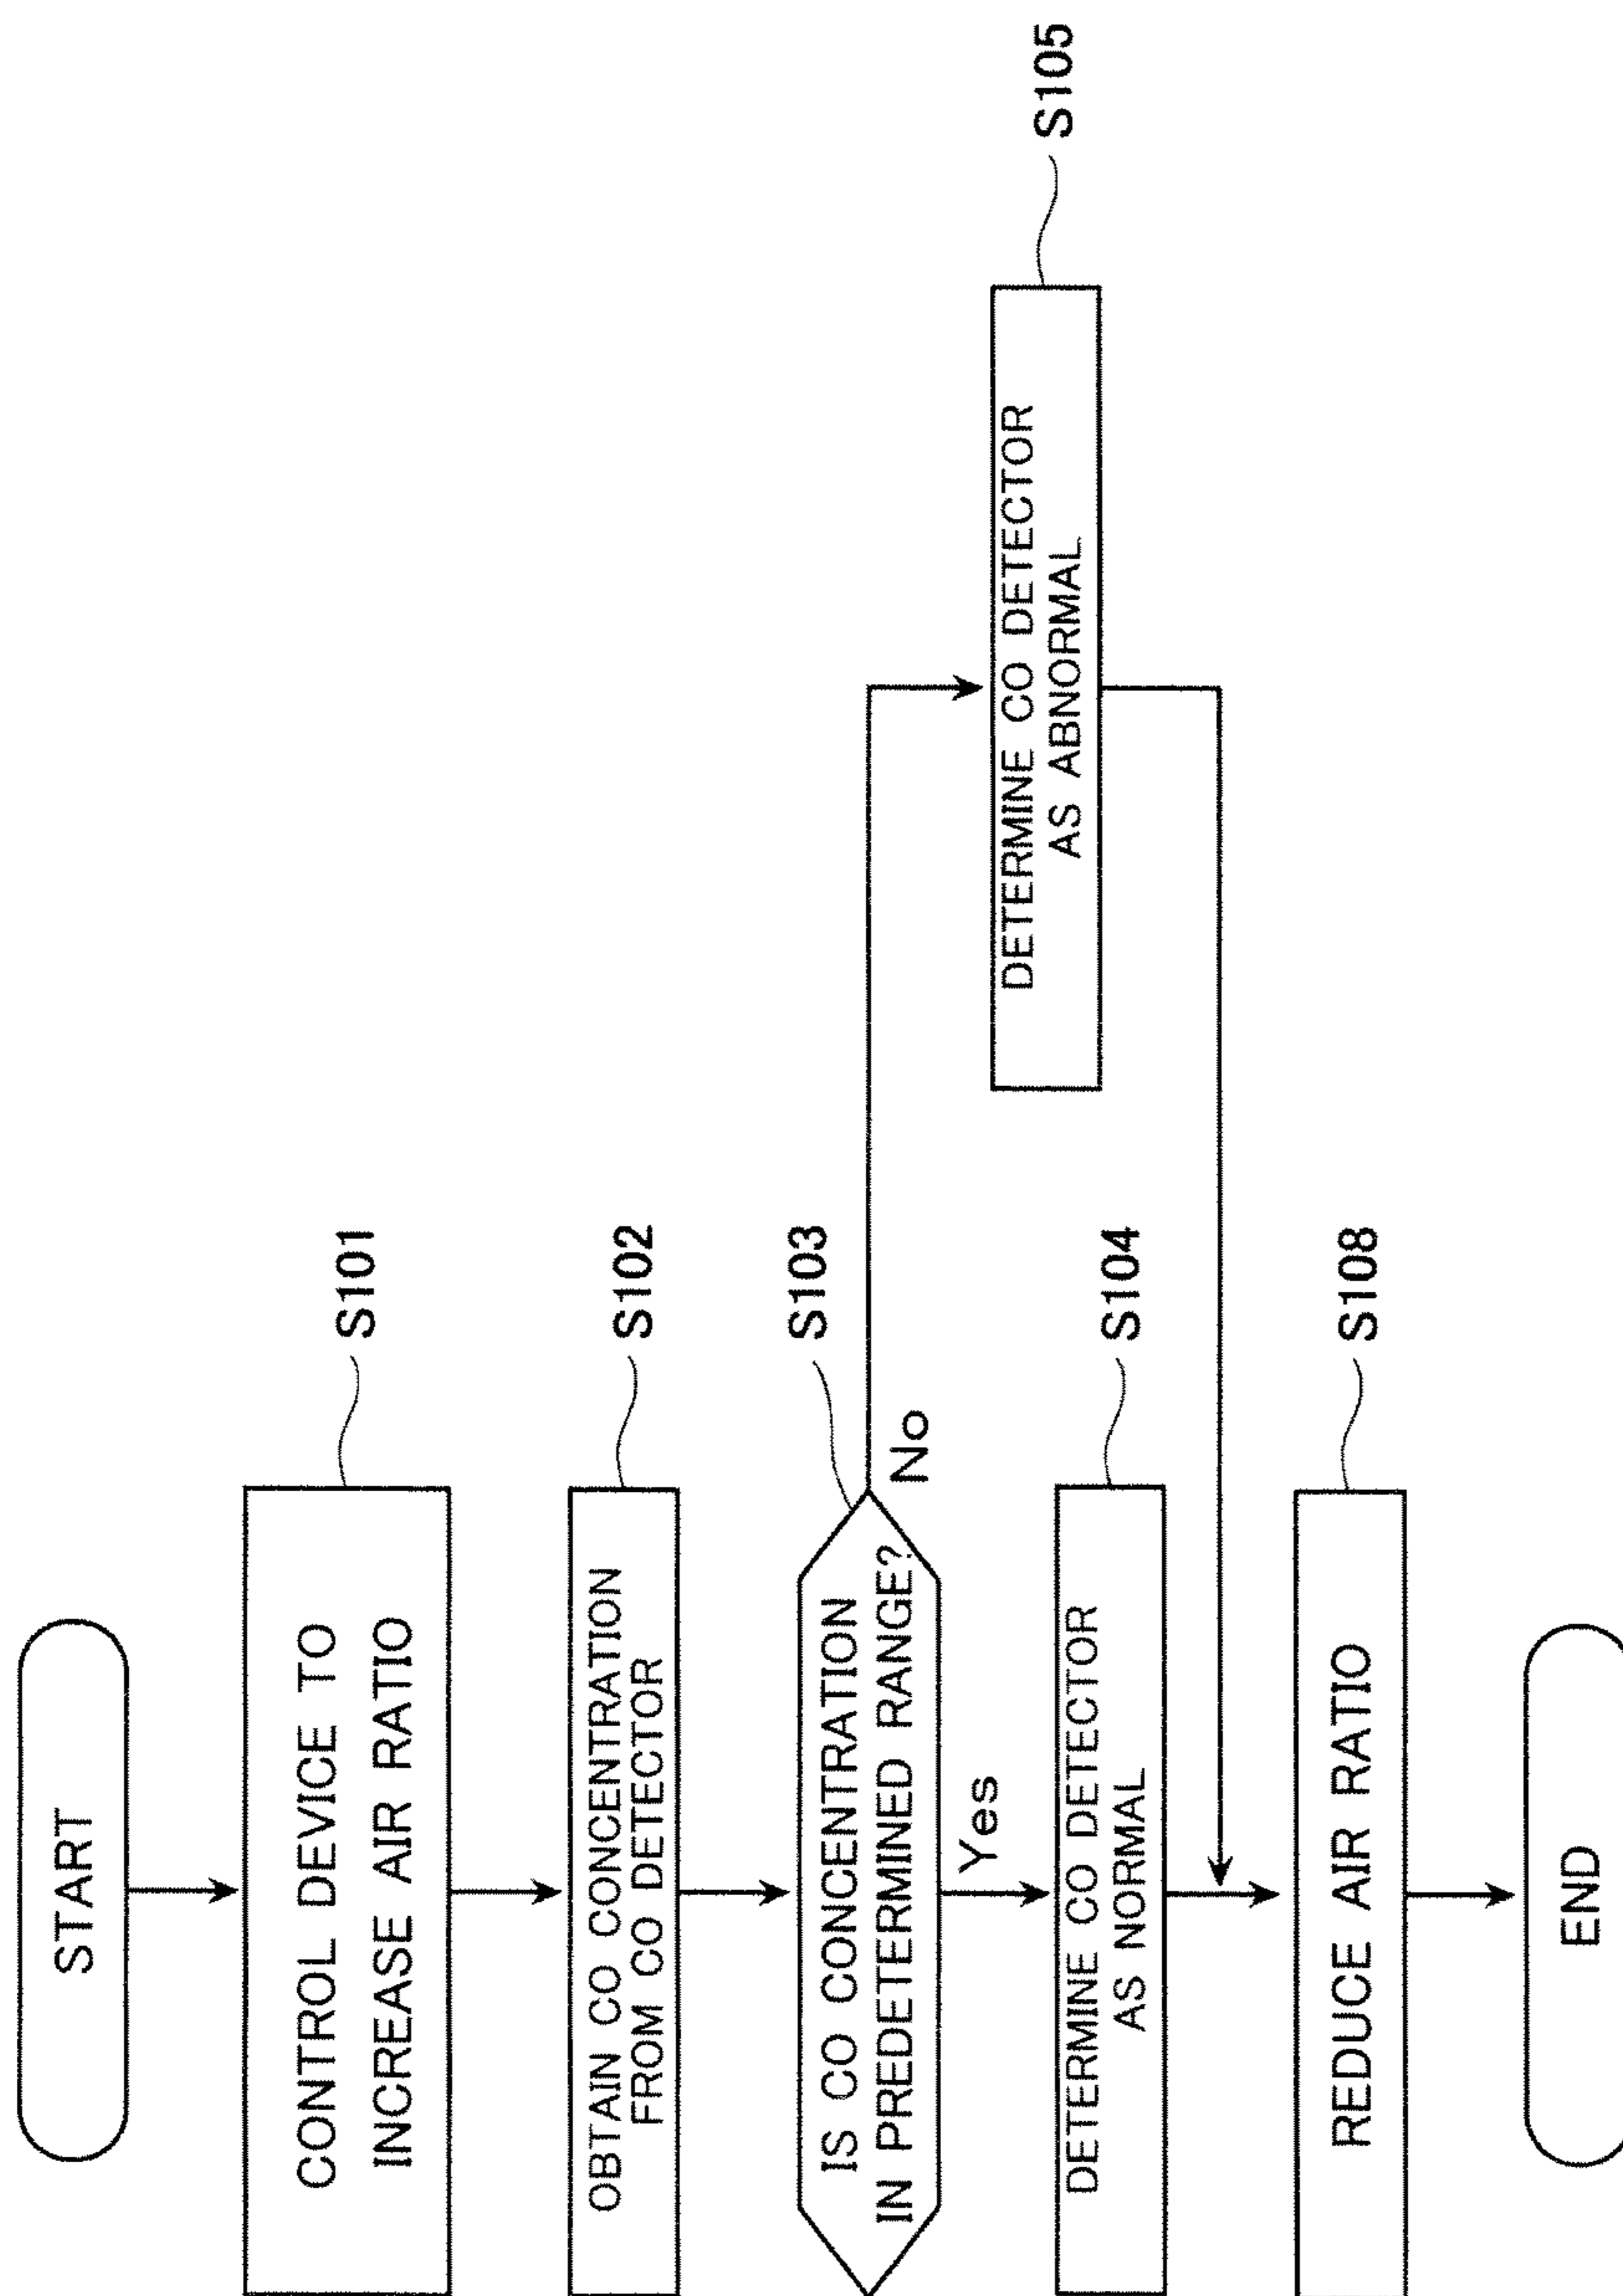 START
CONTROL DEVICE TO
INCREASE AIR RATIO
S101
OBTAIN CO CONCENTRATION
FROM CO DETECTOR
S102
IS CO CONCENTRATION
IN PREDETERMINED RANGE?
S103
No
Yes
DETERMINE CO DETECTOR
AS NORMAL
S104
DETERMINE CO DETECTOR
AS ABNORMAL
S105
REDUCE AIR RATIO
S108
END